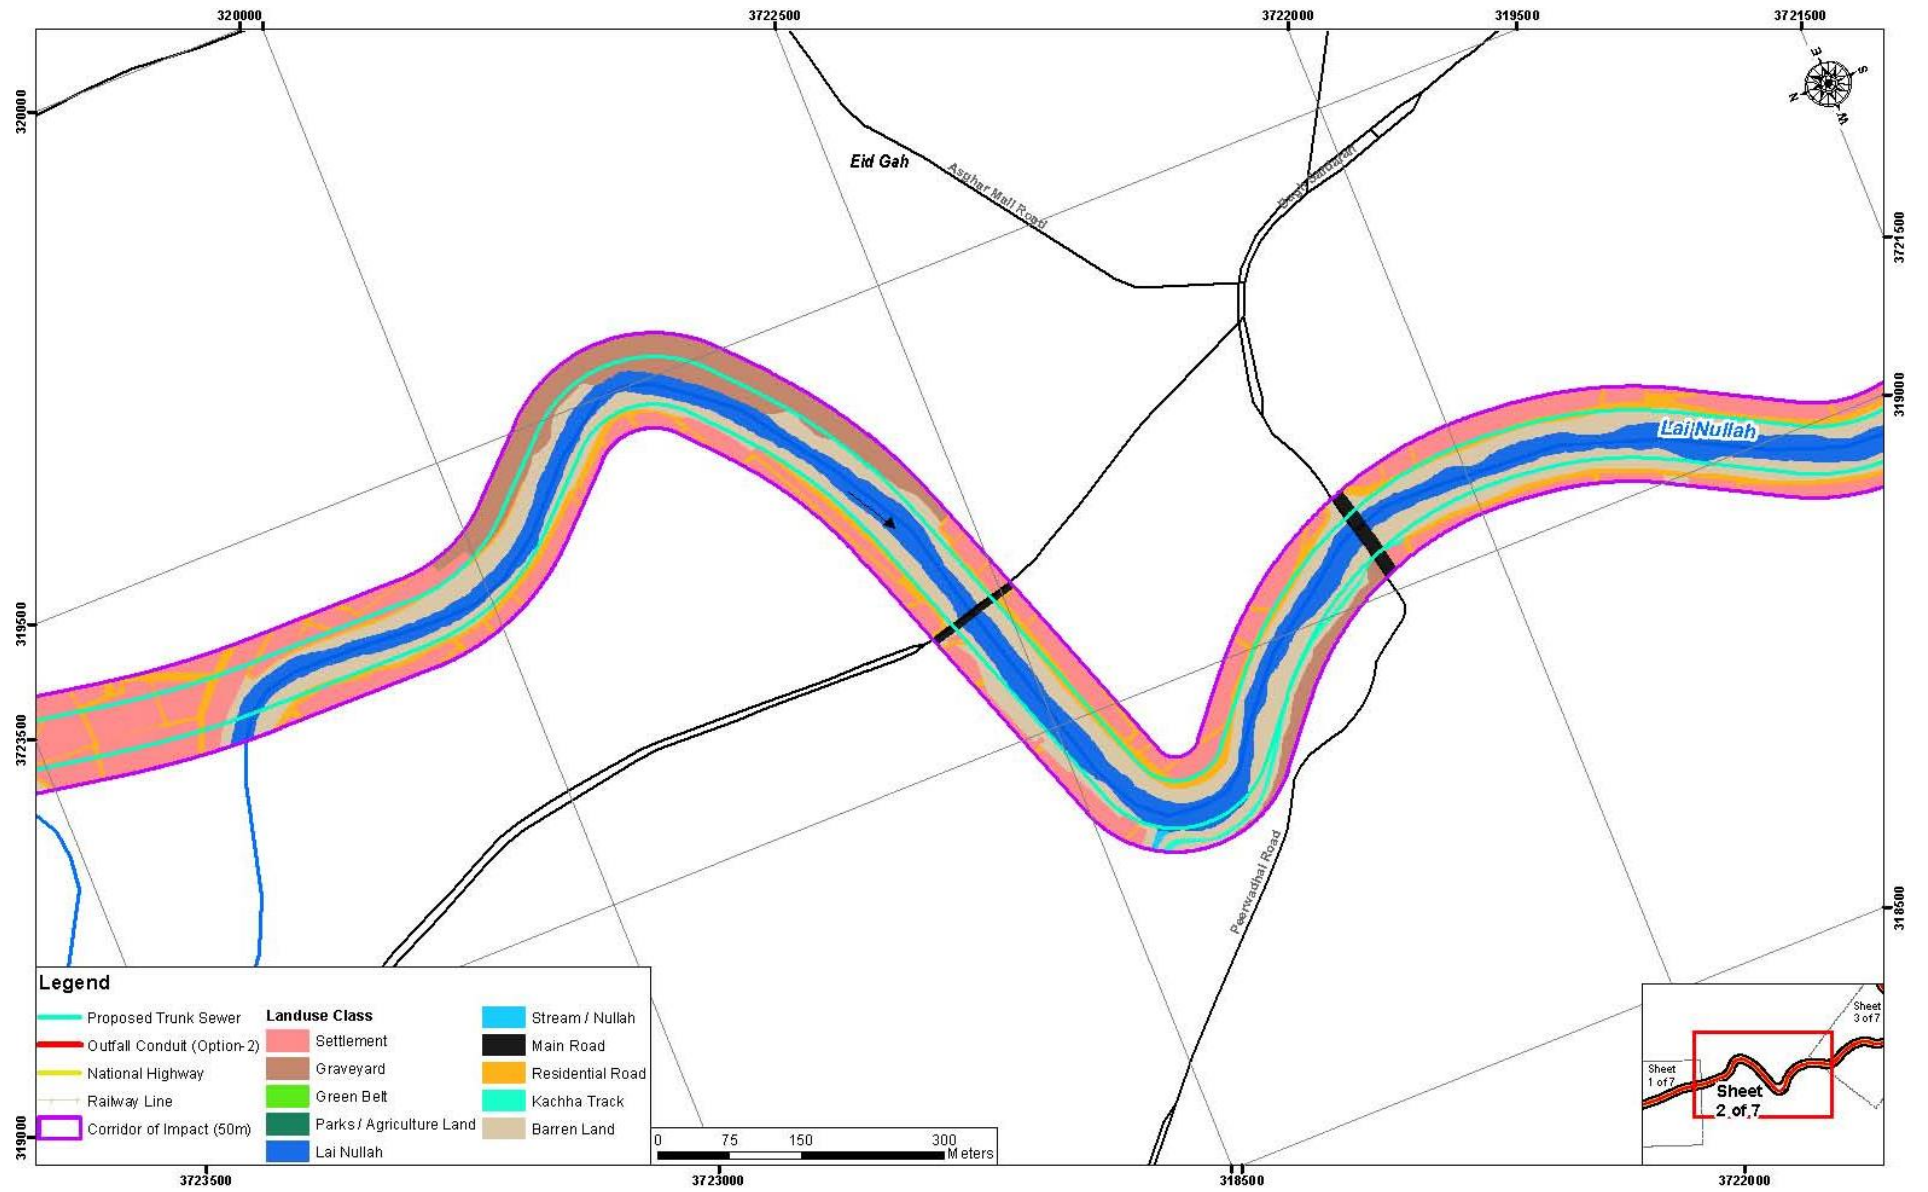 320000
3722500
3722000
319500
3721500
320000
319500
3723500
319000
3721500
319000
318500
E
S
N
W
Eid Gah
Asghar Mall Road
Lai Nullah
Peerwadhai Road
Legend
Proposed Trunk Sewer
Outfall Conduit (Option-2)
National Highway
Railway Line
Corridor of Impact (50m)
Landuse Class
Settlement
Graveyard
Green Belt
Parks / Agriculture Land
Lai Nullah
Stream / Nullah
Main Road
Residential Road
Kachha Track
Barren Land
0 75 150 300
Meters
Sheet
1 of 7
Sheet
2 of 7
Sheet
3 of 7
3723500
3723000
318500
3722000